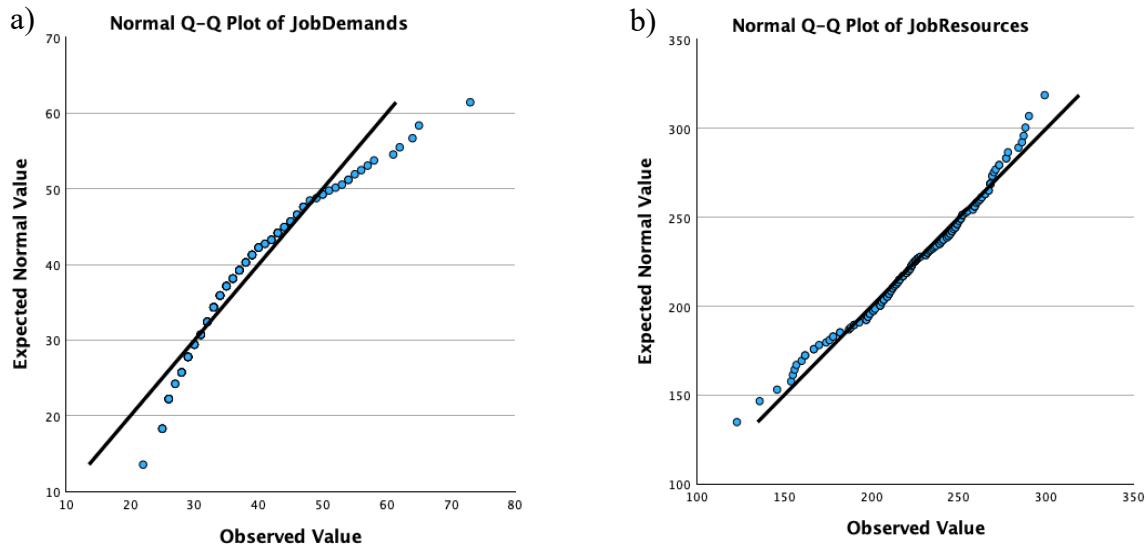 a)
Normal Q-Q Plot of JobDemands
70
60
50
40
30
20
10
Expected Normal Value
10 20 30 40 50 60 70 80
Observed Value
b)
Normal Q-Q Plot of JobResources
350
300
250
200
150
100
Expected Normal Value
100 150 200 250 300 350
Observed Value